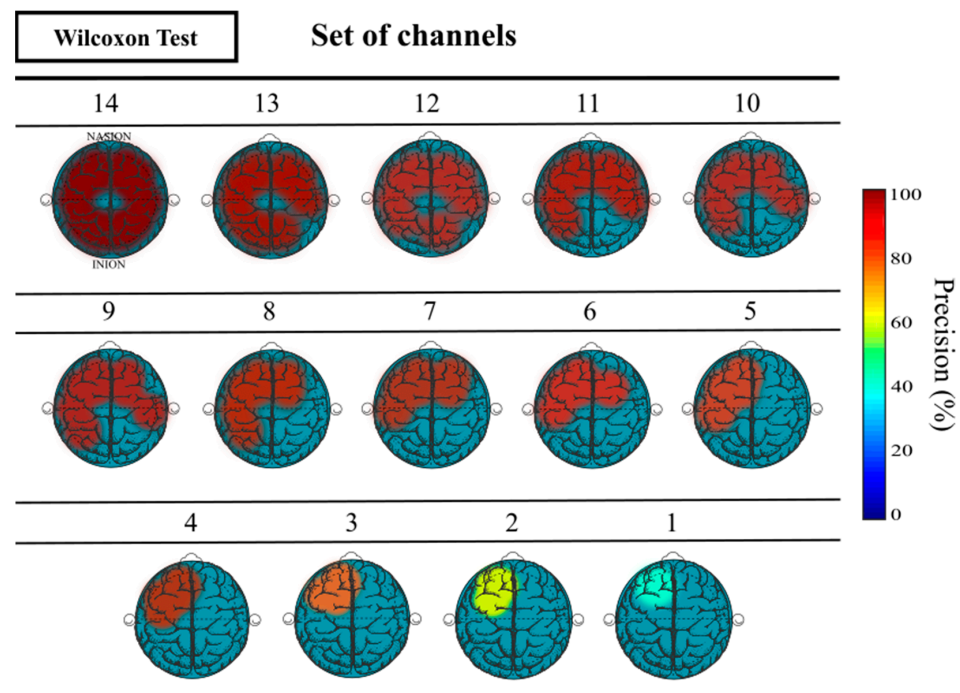 Wilcoxon Test
Set of channels
14 13 12 11 10
NASION
INION
9 8 7 6 5
4 3 2 1
100
80
60
40
20
0
Precision (%)